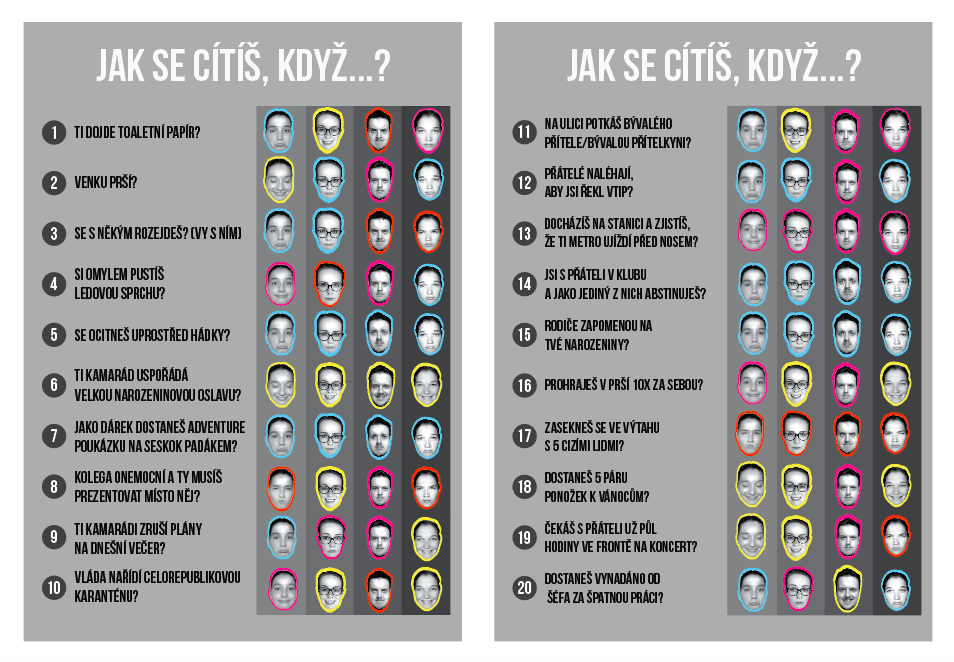 JAK SE CÍTÍŠ, KDYŽ...?
1 TI DOJDE TOALETNÍ PAPÍR?
2 VENKU PRŠÍ?
3 SE S NĚKÝM ROZEJDEŠ? (VY S NÍM)
4 SI OMYLEM PUSTÍŠ
LEDOVOU SPRCHU?
5 SE OCITNEŠ UPROSTŘED HÁDKY?
6 TI KAMARÁD USPOŘÁDÁ
VELKOU NAROZENINOVOU OSLAVU?
7 JAKO DÁREK DOSTANEŠ ADVENTURE
POUKÁZKU NA SESKOK PADÁKEM?
8 KOLEGA ONEMOCNÍ A TY MUSÍŠ
PREZENTOVAT MÍSTO NĚJ?
9 TI KAMARÁDI ZRUŠÍ PLÁNY
NA DNEŠNÍ VEČER?
10 VLÁDA NAŘÍDÍ CELOREPUBLIKOVOU
KARANTÉNU?
JAK SE CÍTÍŠ, KDYŽ...?
11 NA ULICI POTKÁŠ BÝVALÉHO
PŘÍTELE/BÝVALOU PŘÍTELKYNI?
12 PŘÁTELÉ NALÉHAJÍ,
ABY JSI ŘEKL VTIP?
13 DOCHÁZÍŠ NA STANICI A ZJISTÍŠ,
ŽE TI METRO UJÍŽDÍ PŘED NOSEM?
14 JSI S PŘÁTELI V KLUBU
A JAKO JEDINÝ Z NICH ABSTINUJEŠ?
15 RODIČE ZAPOMENOU NA
TVÉ NAROZENINY?
16 PROHRAJEŠ V PRŠÍ 10X ZA SEBOU?
17 ZASEKNEŠ SE VE VÝTAHU
S 5 CIZÍMI LIDMI?
18 DOSTANEŠ 5 PÁRU
PONOŽEK K VÁNOCŮM?
19 ČEKÁŠ S PŘÁTELI UŽ PŮL
HODINY VE FRONTĚ NA KONCERT?
20 DOSTANEŠ VYNADÁNO OD
ŠÉFA ZA ŠPATNOU PRÁCI?